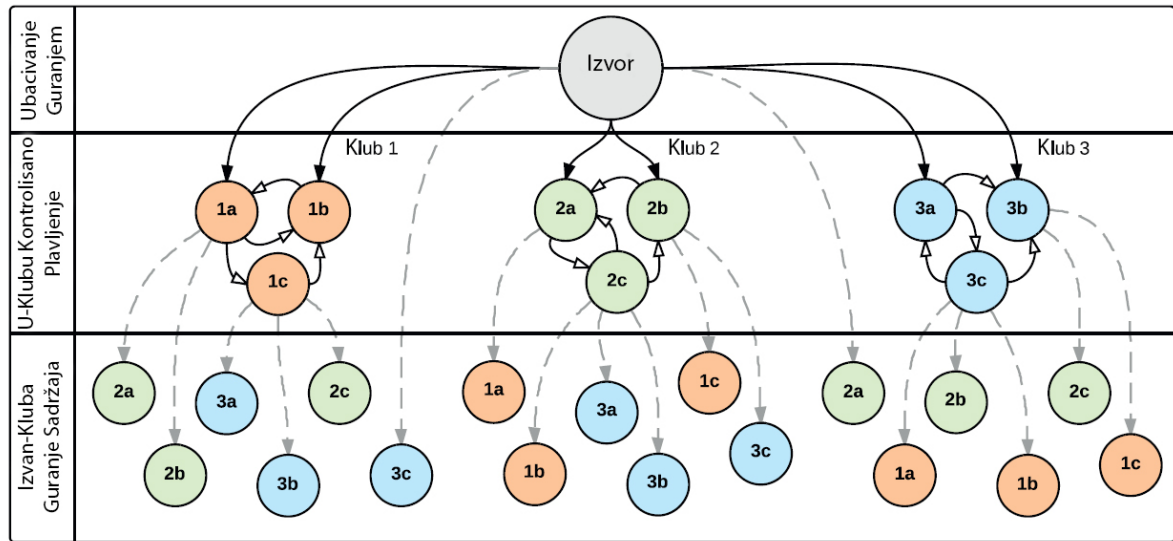 Ubacivanje
Guranjem
Izvor
U-Klubu Kontrolisano
Plavljenje
Klub 1
Klub 2
Klub 3
1a
1b
1c
2a
2b
2c
3a
3b
3c
Izvan-Kluba
Guranje Sadržaja
2a
2b
3a
3b
2c
3c
1a
1b
3a
3b
1c
3c
2a
1a
2b
1b
2c
1c